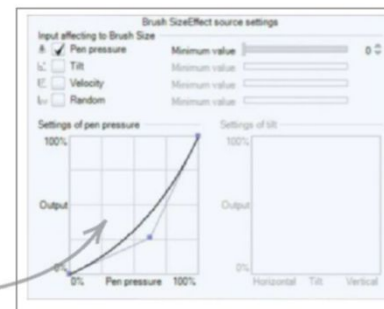 Brush SizeEffect source settings
Input affecting to Brush Size
Pen pressure Minimum value 0
Tilt Minimum value
Velocity Minimum value
Random Minimum value
Settings of pen pressure Settings of tilt
100% 100%
Output Output
0% 0%
0% Pen pressure 100% Horizontal Tilt Vertical